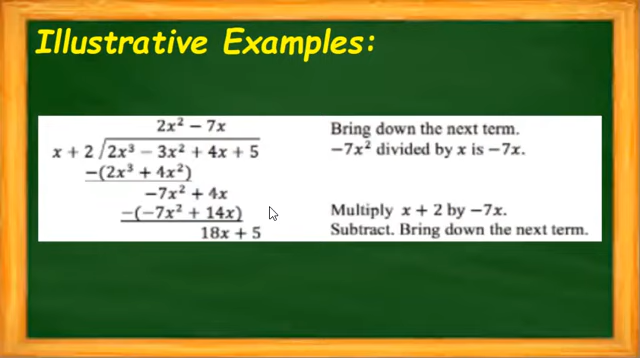 Illustrative Examples:
2x² − 7x
x + 2 √2x³ − 3x² + 4x + 5
−(2x³ + 4x²)
−7x² + 4x
−(−7x² + 14x)
18x + 5
Bring down the next term.
−7x² divided by x is −7x.
Multiply x + 2 by −7x.
Subtract. Bring down the next term.